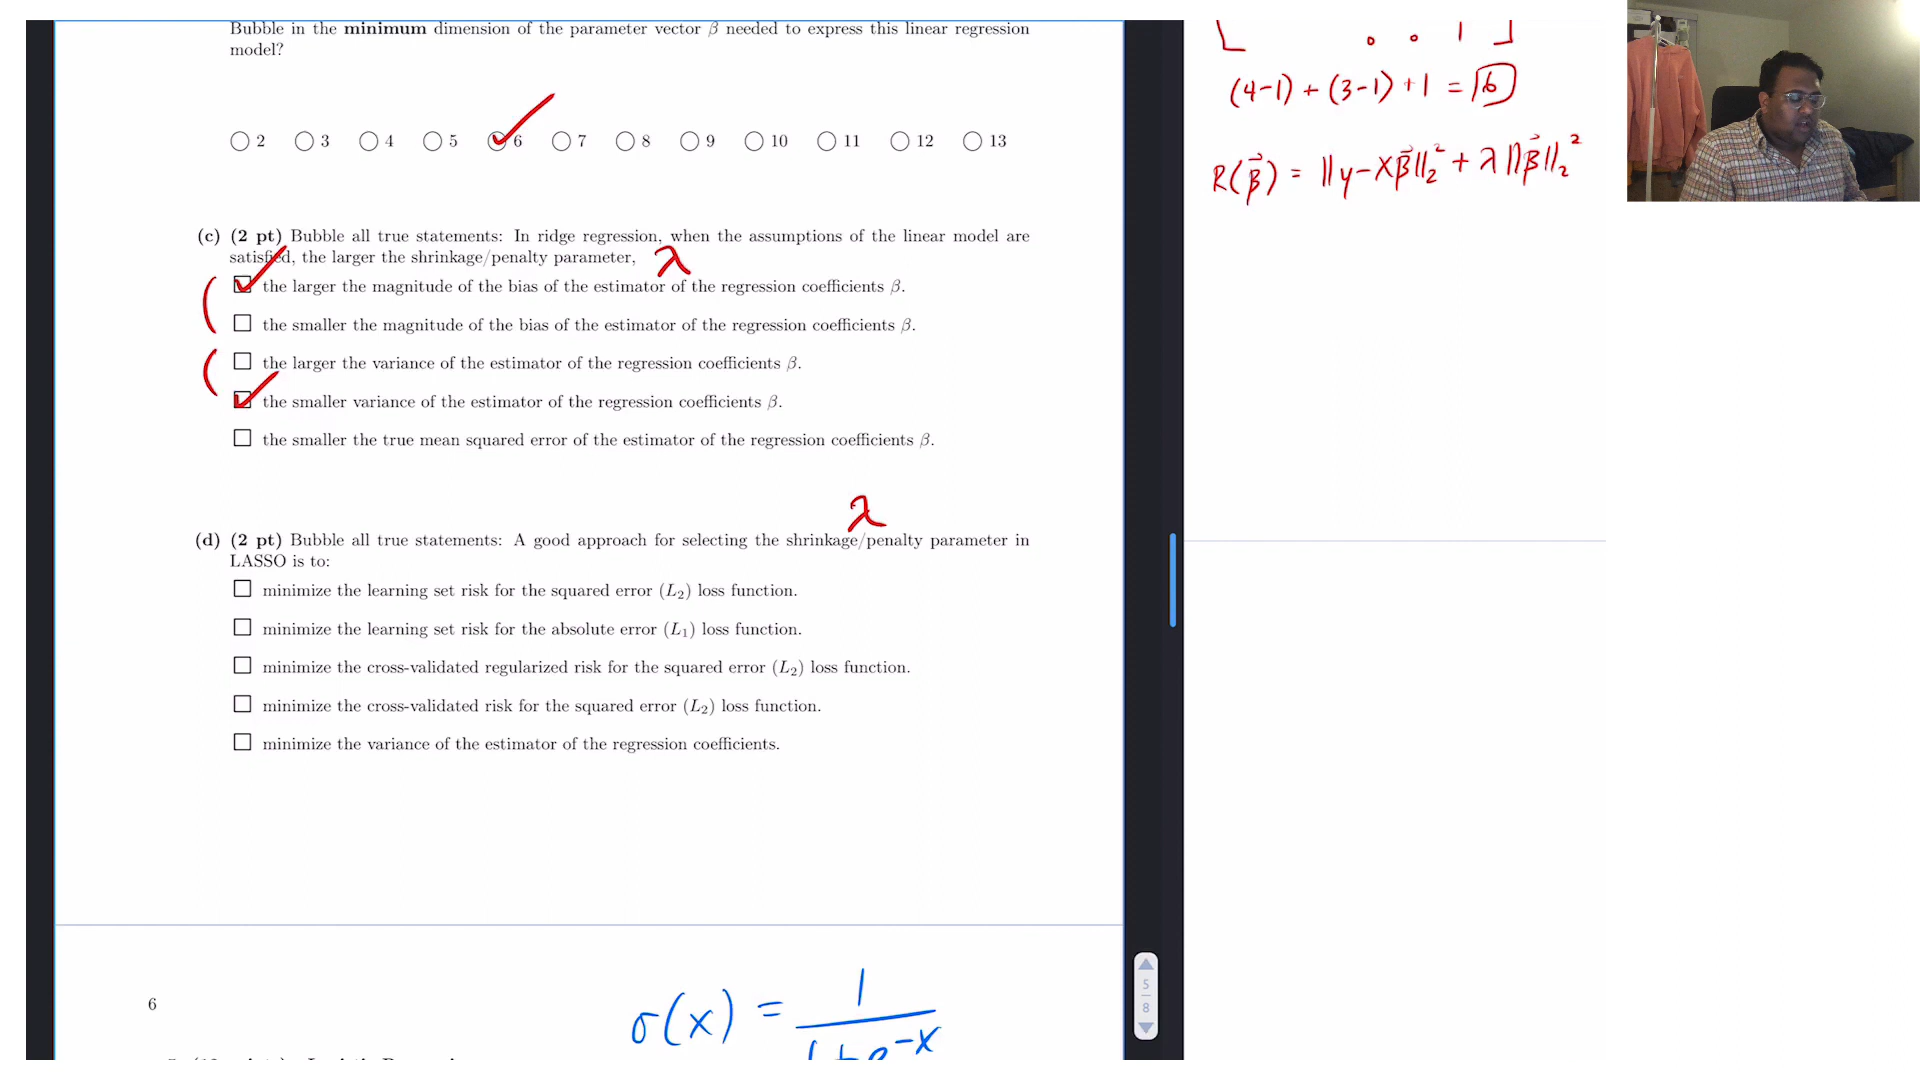 Bubble in the minimum dimension of the parameter vector β needed to express this linear regression
model?
2 3 4 5 6 7 8 9 10 11 12 13
(c) (2 pt) Bubble all true statements: In ridge regression, when the assumptions of the linear model are
satisfied, the larger the shrinkage/penalty parameter, λ
the larger the magnitude of the bias of the estimator of the regression coefficients β.
the smaller the magnitude of the bias of the estimator of the regression coefficients β.
the larger the variance of the estimator of the regression coefficients β.
the smaller variance of the estimator of the regression coefficients β.
the smaller the true mean squared error of the estimator of the regression coefficients β.
λ
(d) (2 pt) Bubble all true statements: A good approach for selecting the shrinkage/penalty parameter in
LASSO is to:
minimize the learning set risk for the squared error (L₂) loss function.
minimize the learning set risk for the absolute error (L₁) loss function.
minimize the cross-validated regularized risk for the squared error (L₂) loss function.
minimize the cross-validated risk for the squared error (L₂) loss function.
minimize the variance of the estimator of the regression coefficients.
6
σ(x) = 1
0 0 1
(4-1) + (3-1) + 1 = 6
R(β⃗) = ||y - Xβ⃗||₂² + λ||β⃗||₂²
5
8